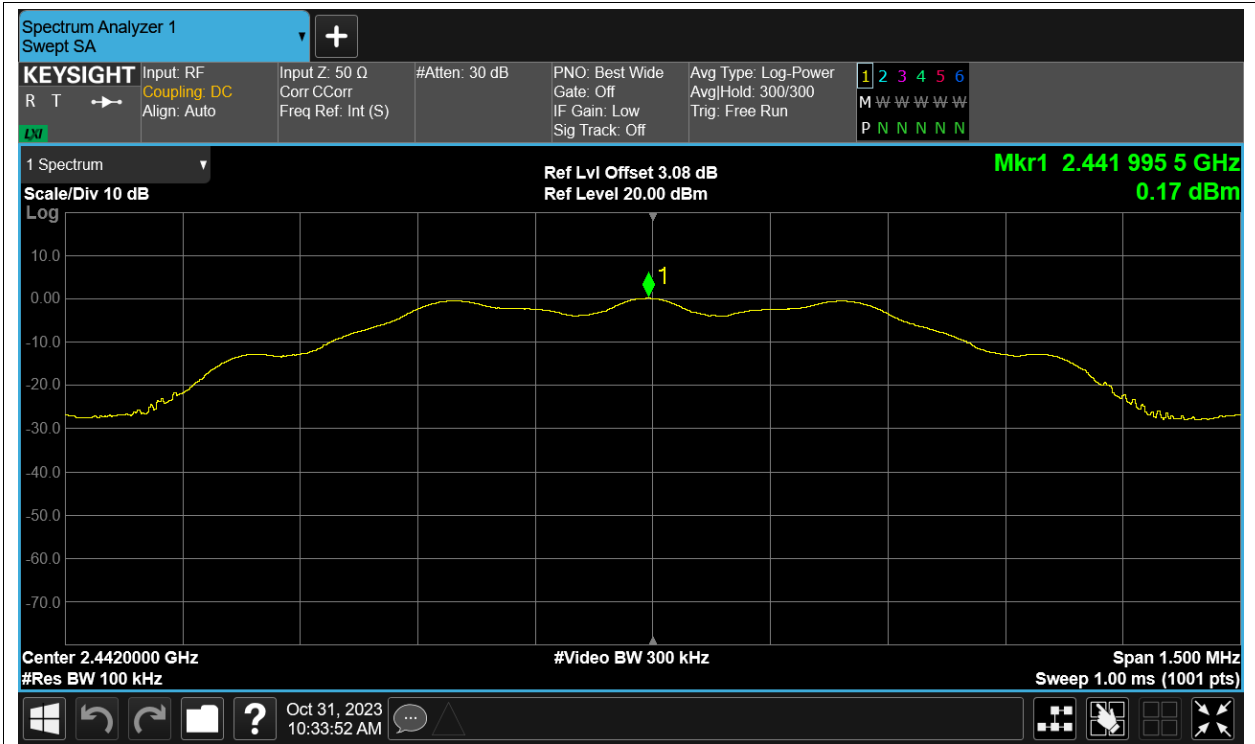 Spectrum Analyzer 1
Swept SA
KEYSIGHT
R T
LXI
Input: RF
Coupling: DC
Align: Auto
Input Z: 50 Ω
Corr CCorr
Freq Ref: Int (S)
#Atten: 30 dB
PNO: Best Wide
Gate: Off
IF Gain: Low
Sig Track: Off
Avg Type: Log-Power
Avg|Hold: 300/300
Trig: Free Run
1 2 3 4 5 6
M W W W W W
P N N N N N
1 Spectrum
Scale/Div 10 dB
Ref Lvl Offset 3.08 dB
Ref Level 20.00 dBm
Mkr1 2.441 995 5 GHz
0.17 dBm
Log
10.0
0.00
-10.0
-20.0
-30.0
-40.0
-50.0
-60.0
-70.0
1
Center 2.4420000 GHz
#Res BW 100 kHz
#Video BW 300 kHz
Span 1.500 MHz
Sweep 1.00 ms (1001 pts)
?
Oct 31, 2023
10:33:52 AM